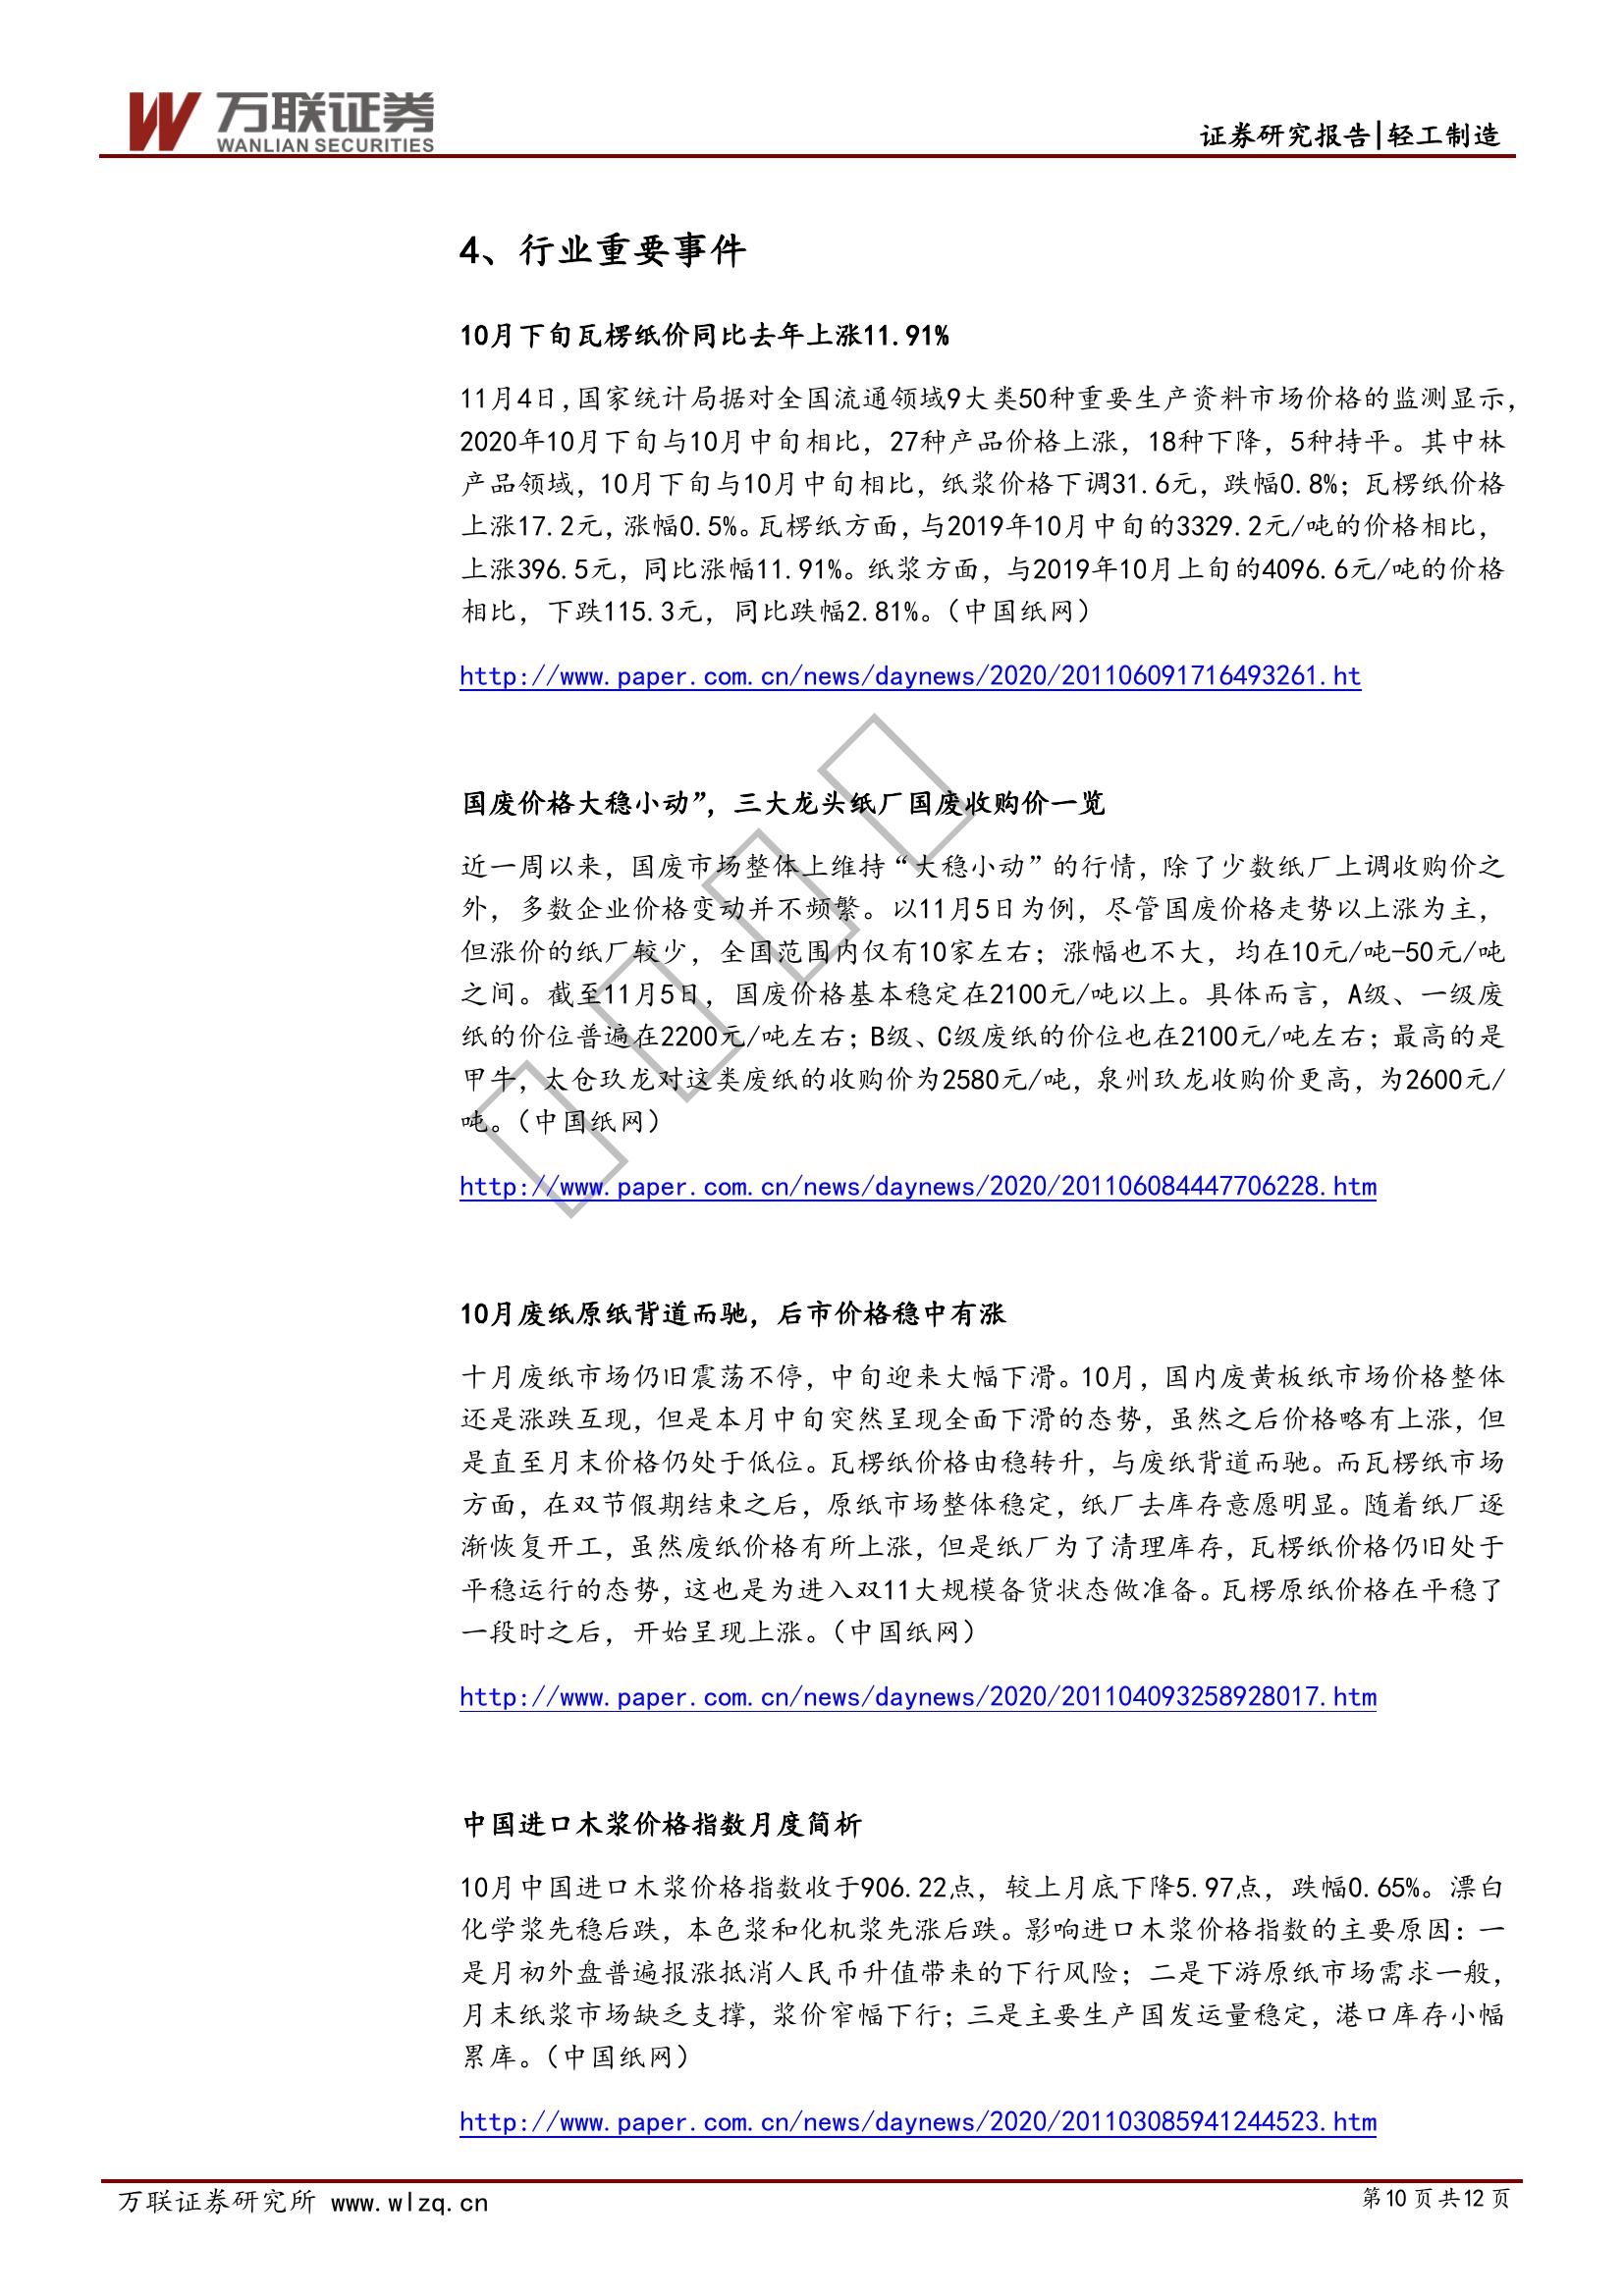 万联证券
WANLIAN SECURITIES
证券研究报告|轻工制造
4、行业重要事件
10月下旬瓦楞纸价同比去年上涨11.91%
11月4日,国家统计局据对全国流通领域9大类50种重要生产资料市场价格的监测显示,
2020年10月下旬与10月中旬相比，27种产品价格上涨，18种下降，5种持平。其中林
产品领域，10月下旬与10月中旬相比，纸浆价格下调31.6元，跌幅0.8%；瓦楞纸价格
上涨17.2元,涨幅0.5%。瓦楞纸方面,与2019年10月中旬的3329.2元/吨的价格相比,
上涨396.5元，同比涨幅11.91%。纸浆方面，与2019年10月上旬的4096.6元/吨的价格
相比，下跌115.3元，同比跌幅2.81%。（中国纸网）
http://www.paper.com.cn/news/daynews/2020/201106091716493261.ht
国废价格大稳小动”，三大龙头纸厂国废收购价一览
近一周以来，国废市场整体上维持“大稳小动”的行情，除了少数纸厂上调收购价之
外，多数企业价格变动并不频繁。以11月5日为例，尽管国废价格走势以上涨为主，
但涨价的纸厂较少，全国范围内仅有10家左右；涨幅也不大，均在10元/吨-50元/吨
之间。截至11月5日，国废价格基本稳定在2100元/吨以上。具体而言，A级、一级废
纸的价位普遍在2200元/吨左右；B级、C级废纸的价位也在2100元/吨左右；最高的是
甲牛，太仓玖龙对这类废纸的收购价为2580元/吨，泉州玖龙收购价更高，为2600元/
吨。（中国纸网）
http://www.paper.com.cn/news/daynews/2020/201106084447706228.htm
10月废纸原纸背道而驰，后市价格稳中有涨
十月废纸市场仍旧震荡不停，中旬迎来大幅下滑。10月，国内废黄板纸市场价格整体
还是涨跌互现，但是本月中旬突然呈现全面下滑的态势，虽然之后价格略有上涨，但
是直至月末价格仍处于低位。瓦楞纸价格由稳转升，与废纸背道而驰。而瓦楞纸市场
方面，在双节假期结束之后，原纸市场整体稳定，纸厂去库存意愿明显。随着纸厂逐
渐恢复开工，虽然废纸价格有所上涨，但是纸厂为了清理库存，瓦楞纸价格仍旧处于
平稳运行的态势，这也是为进入双11大规模备货状态做准备。瓦楞原纸价格在平稳了
一段时之后，开始呈现上涨。（中国纸网）
http://www.paper.com.cn/news/daynews/2020/201104093258928017.htm
中国进口木浆价格指数月度简析
10月中国进口木浆价格指数收于906.22点，较上月底下降5.97点，跌幅0.65%。漂白
化学浆先稳后跌，本色浆和化机浆先涨后跌。影响进口木浆价格指数的主要原因：一
是月初外盘普遍报涨抵消人民币升值带来的下行风险；二是下游原纸市场需求一般，
月末纸浆市场缺乏支撑，浆价窄幅下行；三是主要生产国发运量稳定，港口库存小幅
累库。（中国纸网）
http://www.paper.com.cn/news/daynews/2020/201103085941244523.htm
万联证券研究所 www.wlzq.cn
第10页共12页